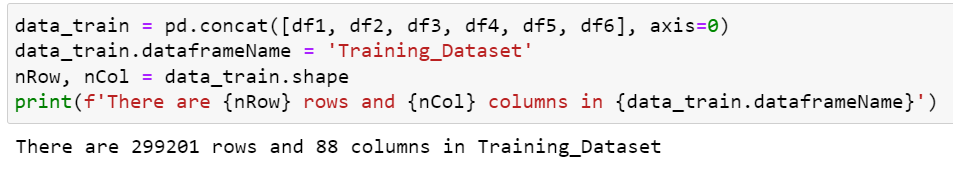 data_train = pd.concat([df1, df2, df3, df4, df5, df6], axis=0)
data_train.dataframeName = 'Training_Dataset'
nRow, nCol = data_train.shape
print(f'There are {nRow} rows and {nCol} columns in {data_train.dataframeName}')
There are 299201 rows and 88 columns in Training_Dataset